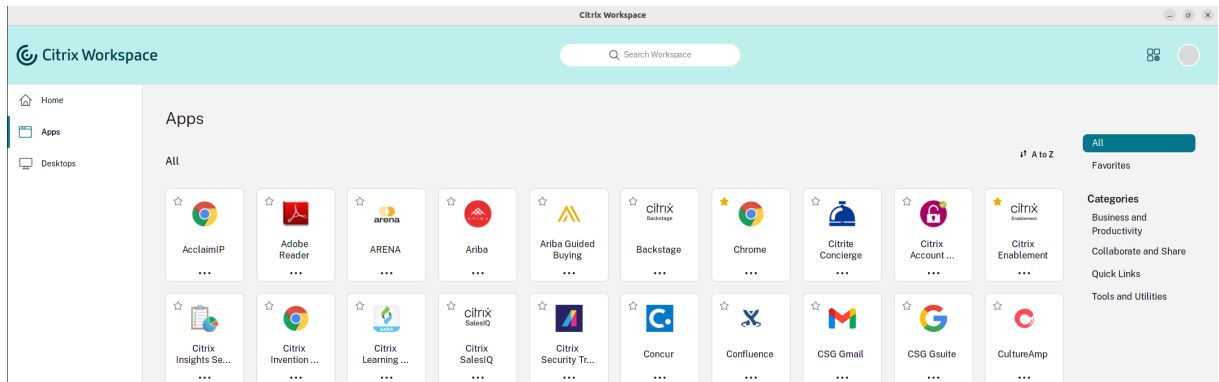 Citrix Workspace
Citrix Workspace
Search Workspace
Home
Apps
Desktops
Apps
All
A to Z
All
Favorites
Categories
Business and
Productivity
Collaborate and Share
Quick Links
Tools and Utilities
AcclaimIP
Adobe
Reader
arena
ARENA
ARIBA
Ariba
Ariba Guided
Buying
citrix
Backstage
Backstage
Chrome
Citrite
Concierge
Citrix
Account ...
citrix
Enablement
Citrix
Enablement
Citrix
Insights Se...
Citrix
Invention ...
SARA
Citrix
Learning ...
citrix
SalesIQ
Citrix
SalesIQ
Citrix
Security Tr...
C.
Concur
Confluence
CSG Gmail
CSG Gsuite
CultureAmp